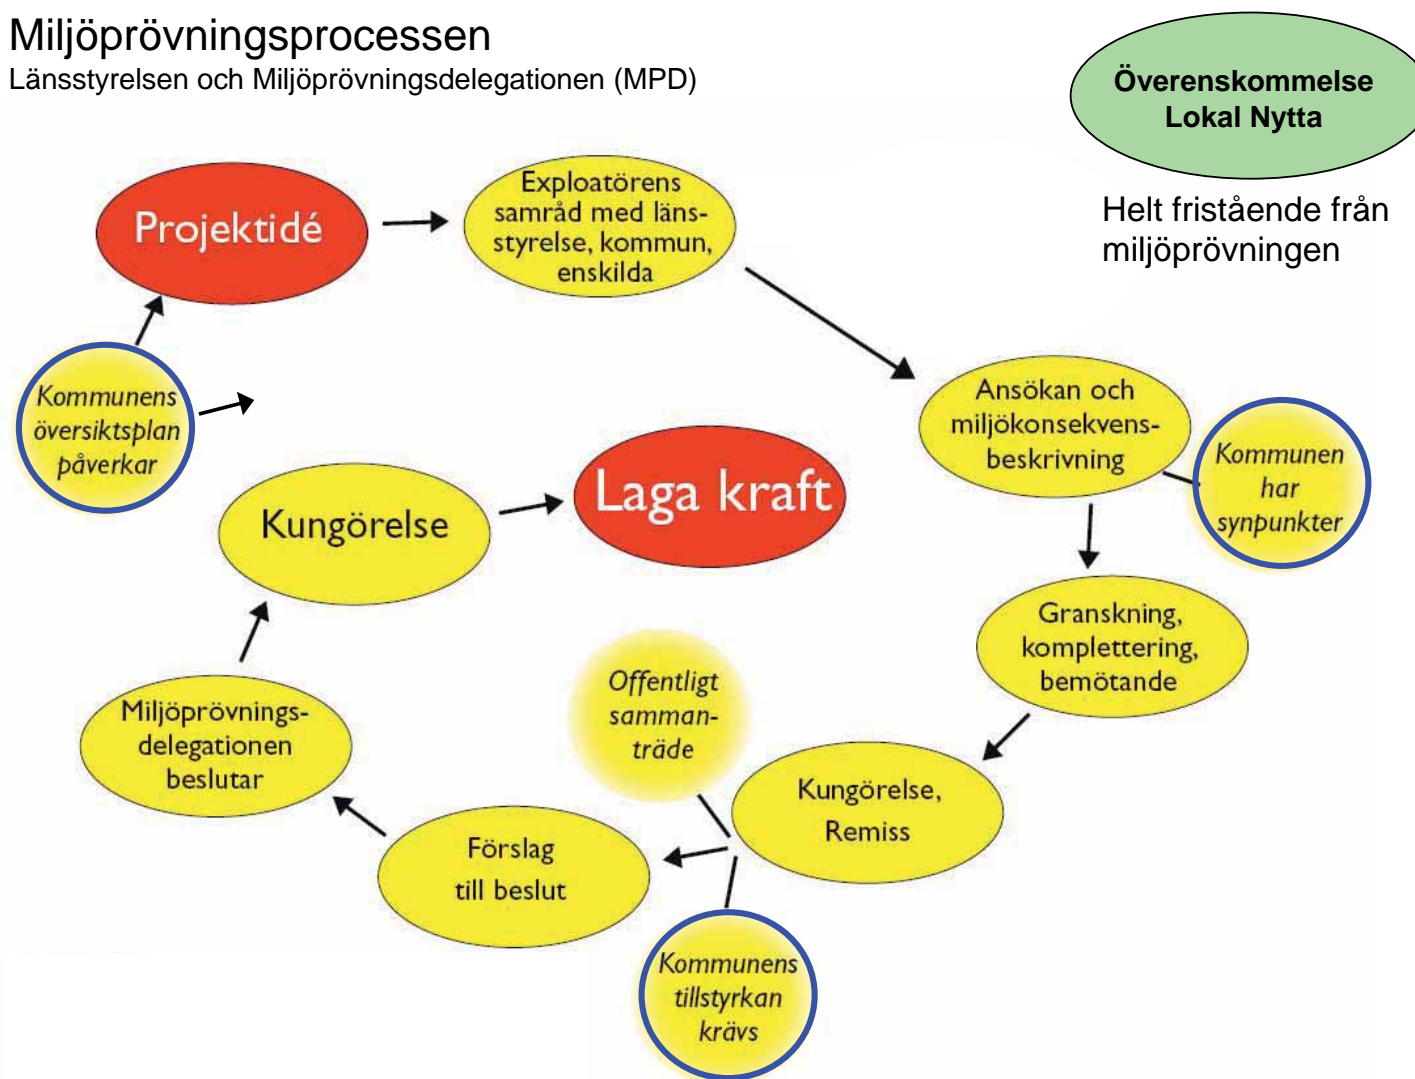 Miljöprövningsprocessen
Länsstyrelsen och Miljöprövningsdelegationen (MPD)
Överenskommelse
Lokal Nytta
Helt fristående från
miljöprövningen
Projektidé
Exploatörens
samråd med läns-
styrelse, kommun,
enskilda
Kommunens
översiktsplan
påverkar
Ansökan och
miljökonsekvens-
beskrivning
Kommunen
har
synpunkter
Laga kraft
Kungörelse
Granskning,
komplettering,
bemötande
Offentligt
samman-
träde
Miljöprövnings-
delegationen
beslutar
Kungörelse,
Remiss
Förslag
till beslut
Kommunens
tillstyrkan
krävs